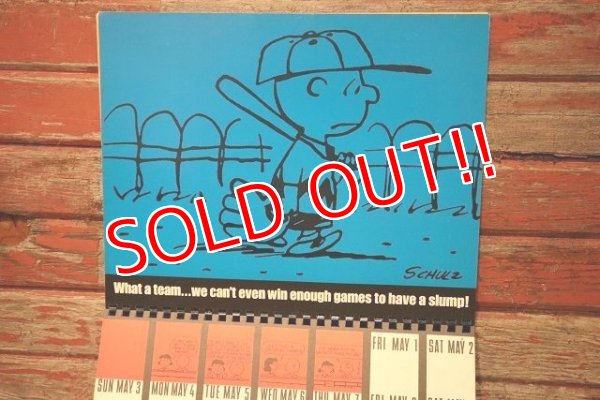 SOLD OUT!!
SCHULZ
What a team...we can't even win enough games to have a slump!
FRI MAY 1
SAT MAY 2
SUN MAY 3
MON MAY 4
TUE MAY 5
WED MAY 6
THU MAY 7